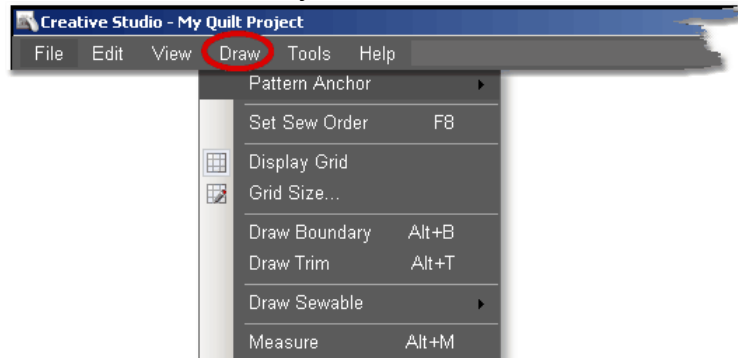 Creative Studio - My Quilt Project
File Edit View Draw Tools Help
Pattern Anchor
Set Sew Order F8
Display Grid
Grid Size...
Draw Boundary Alt+B
Draw Trim Alt+T
Draw Sewable
Measure Alt+M